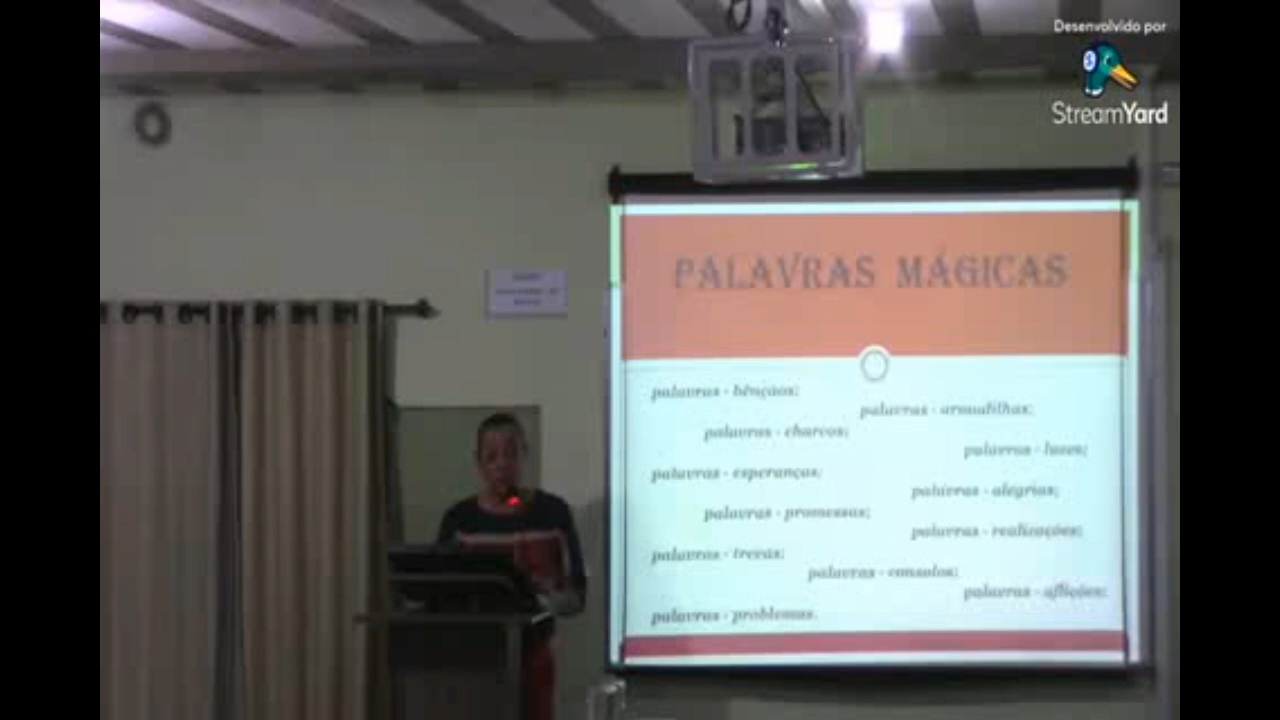 Desenvolvido por
StreamYard
PALAVRAS MÁGICAS
palavras - bênçãos;
palavras - armadilhas;
palavras - charcos;
palavras - luzes;
palavras - esperanças;
palavras - alegrias;
palavras - promessas;
palavras - realizações;
palavras - trevas;
palavras - consolos;
palavras - aflições;
palavras - problemas.